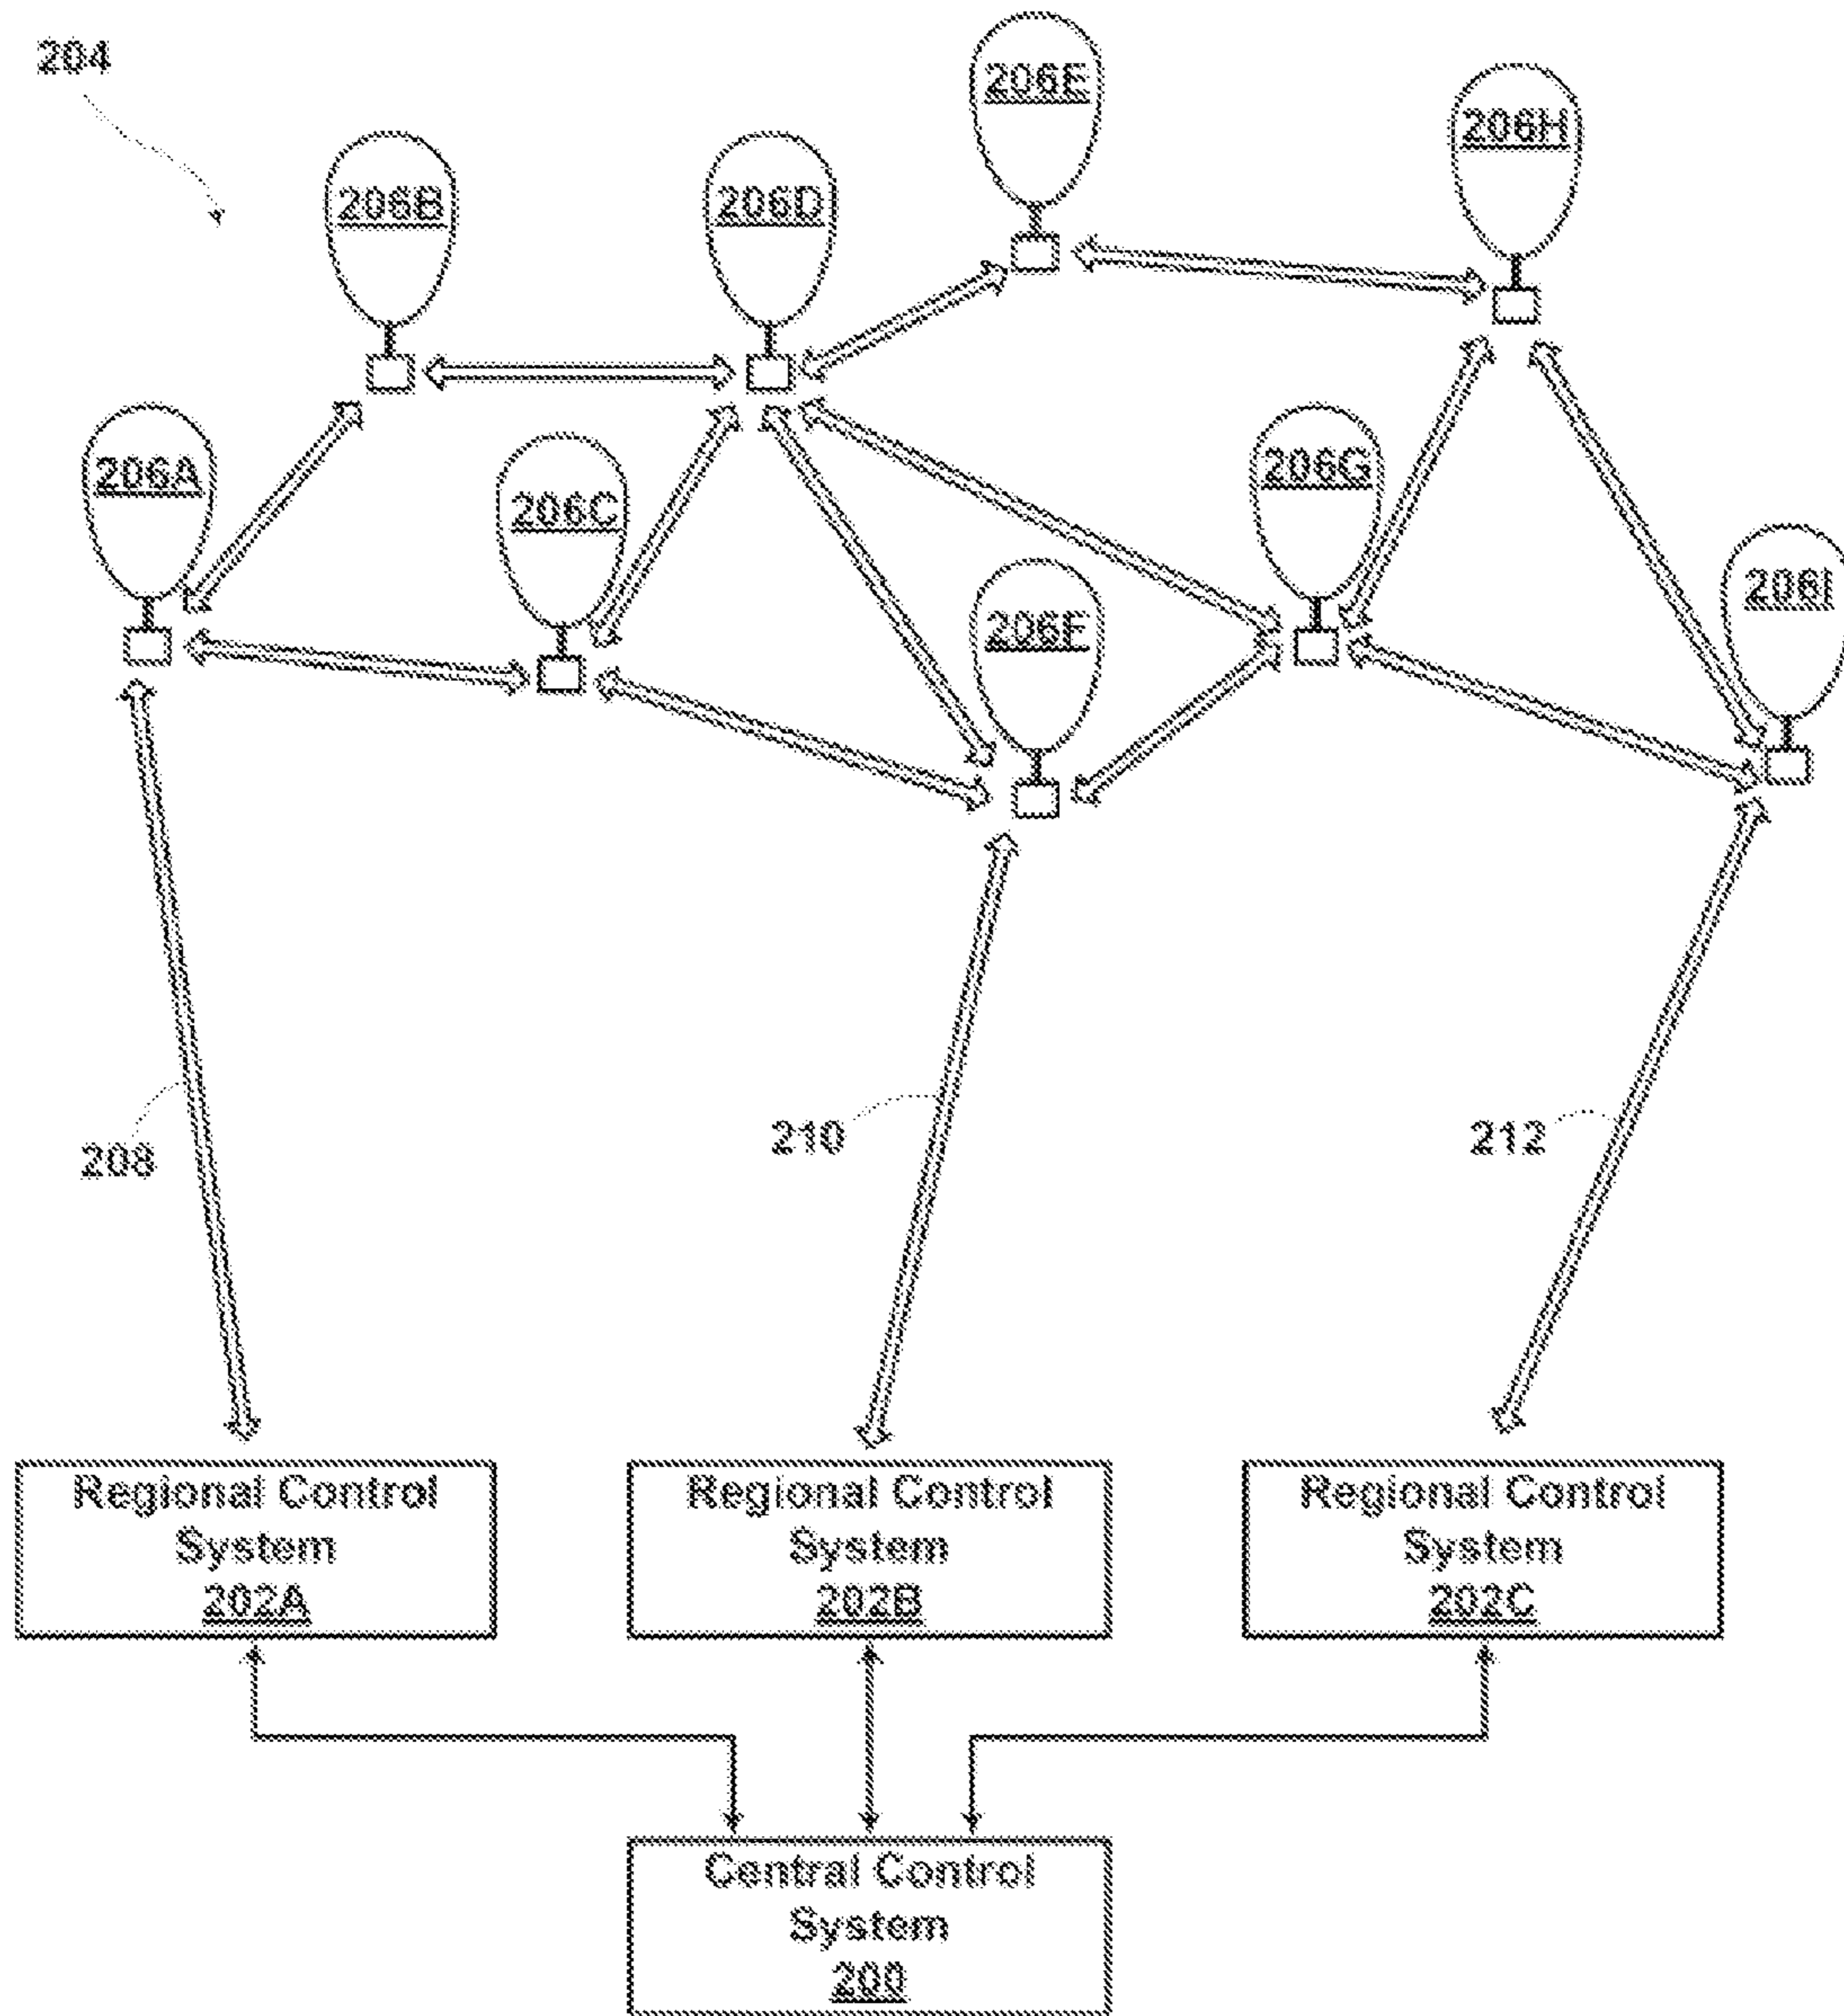 204
206E
206H
206B
206D
206A
206C
206G
206F
206I
208
210
212
Regional Control
System
202A
Regional Control
System
202B
Regional Control
System
202C
Central Control
System
200